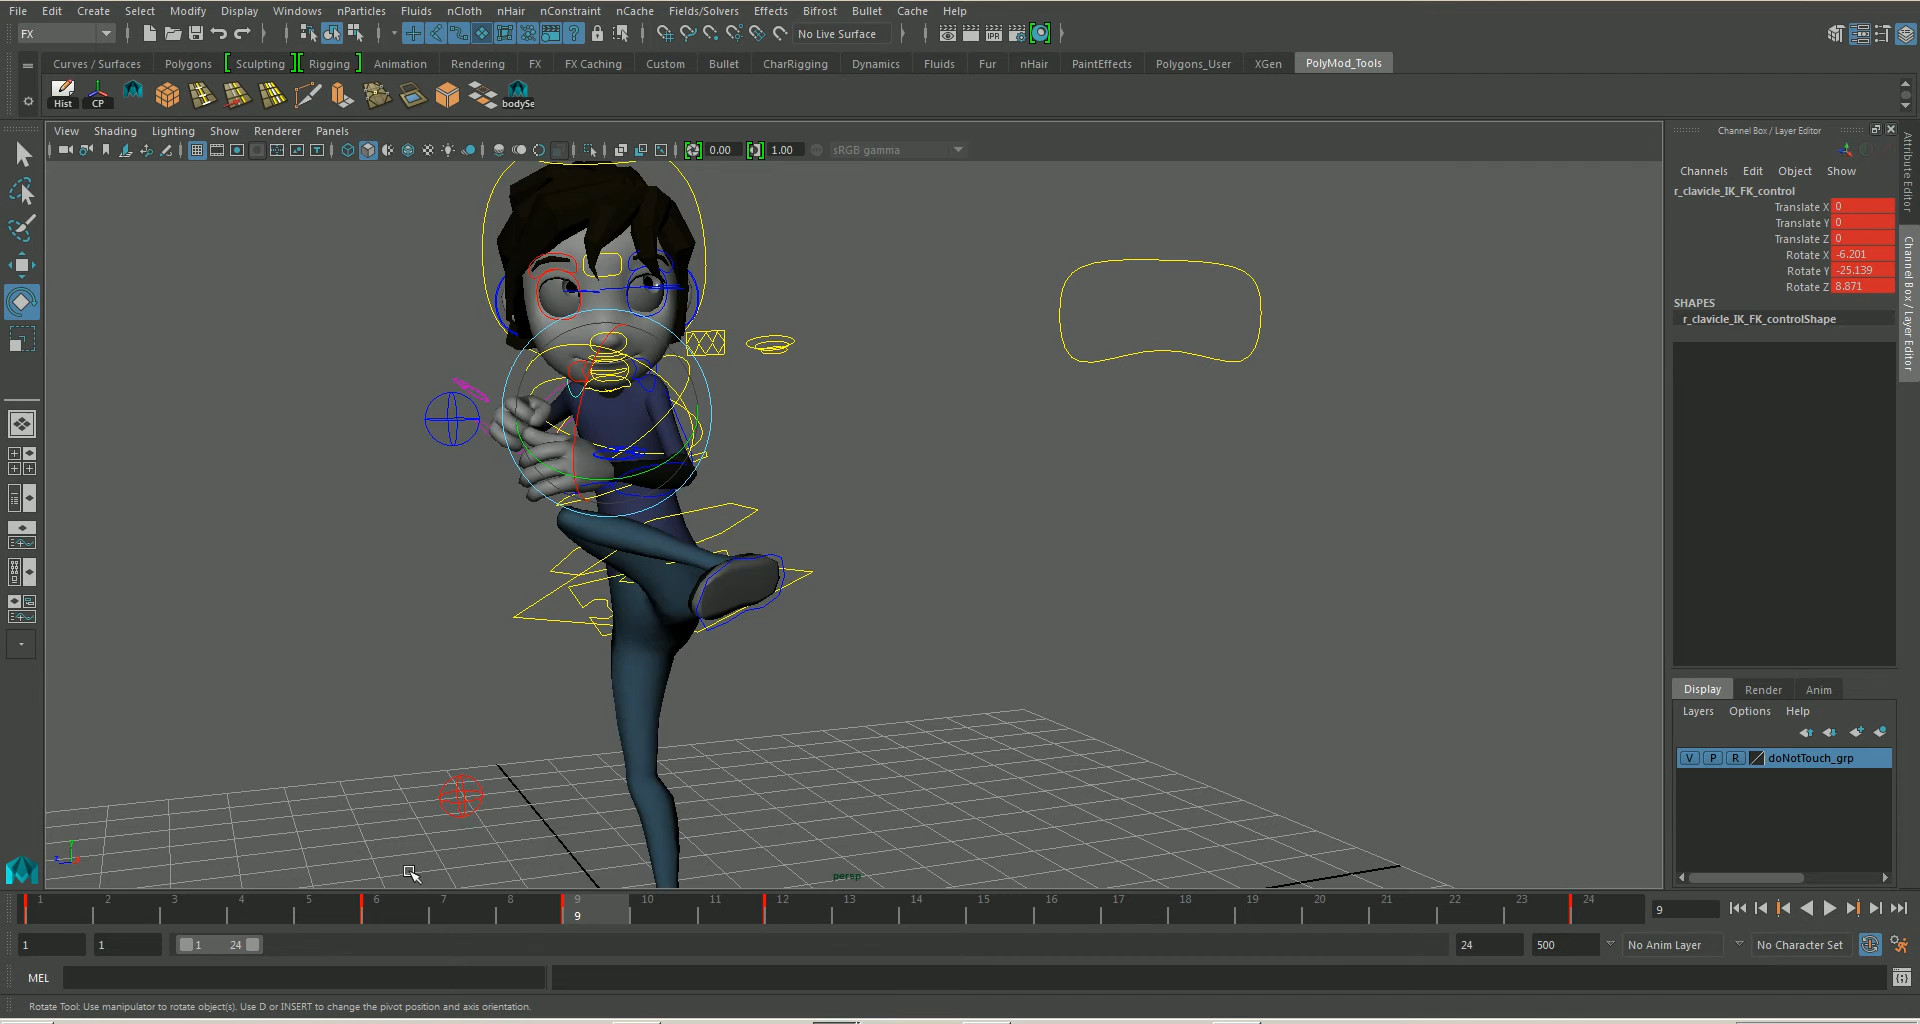 File Edit Create Select Modify Display Windows nParticles Fluids nCloth nHair nConstraint nCache Fields/Solvers Effects Bifrost Bullet Cache Help
FX No Live Surface IPR
Curves / Surfaces Polygons Sculpting Rigging Animation Rendering FX FX Caching Custom Bullet CharRigging Dynamics Fluids Fur nHair PaintEffects Polygons_User XGen PolyMod_Tools
Hist CP bodySe
View Shading Lighting Show Renderer Panels
0.00 1.00 sRGB gamma
Channel Box / Layer Editor
Channels Edit Object Show
r_clavicle_IK_FK_control
Translate X 0
Translate Y 0
Translate Z 0
Rotate X -6.201
Rotate Y -25.139
Rotate Z 8.871
SHAPES
r_clavicle_IK_FK_controlShape
Attribute Editor
Channel Box / Layer Editor
Display Render Anim
Layers Options Help
V P R doNotTouch_grp
persp
1 2 3 4 5 6 7 8 9 10 11 12 13 14 15 16 17 18 19 20 21 22 23 24
9 9
1 1 1 24 24 500 No Anim Layer No Character Set
MEL
Rotate Tool: Use manipulator to rotate object(s). Use D or INSERT to change the pivot position and axis orientation.